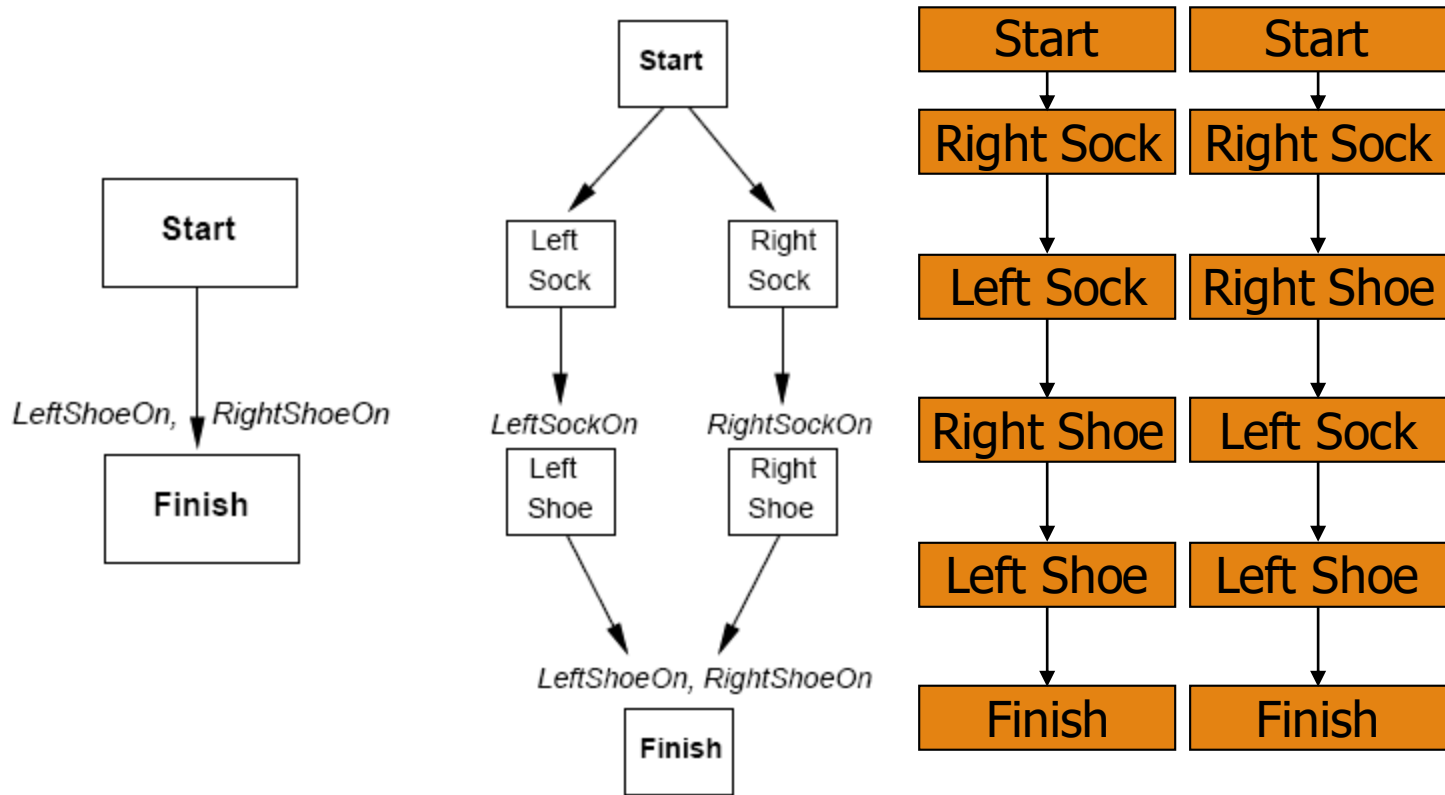 Start
LeftShoeOn, RightShoeOn
Finish
Start
Left
Sock
Right
Sock
LeftSockOn
RightSockOn
Left
Shoe
Right
Shoe
LeftShoeOn, RightShoeOn
Finish
Start
Right Sock
Left Sock
Right Shoe
Left Shoe
Finish
Start
Right Sock
Right Shoe
Left Sock
Left Shoe
Finish